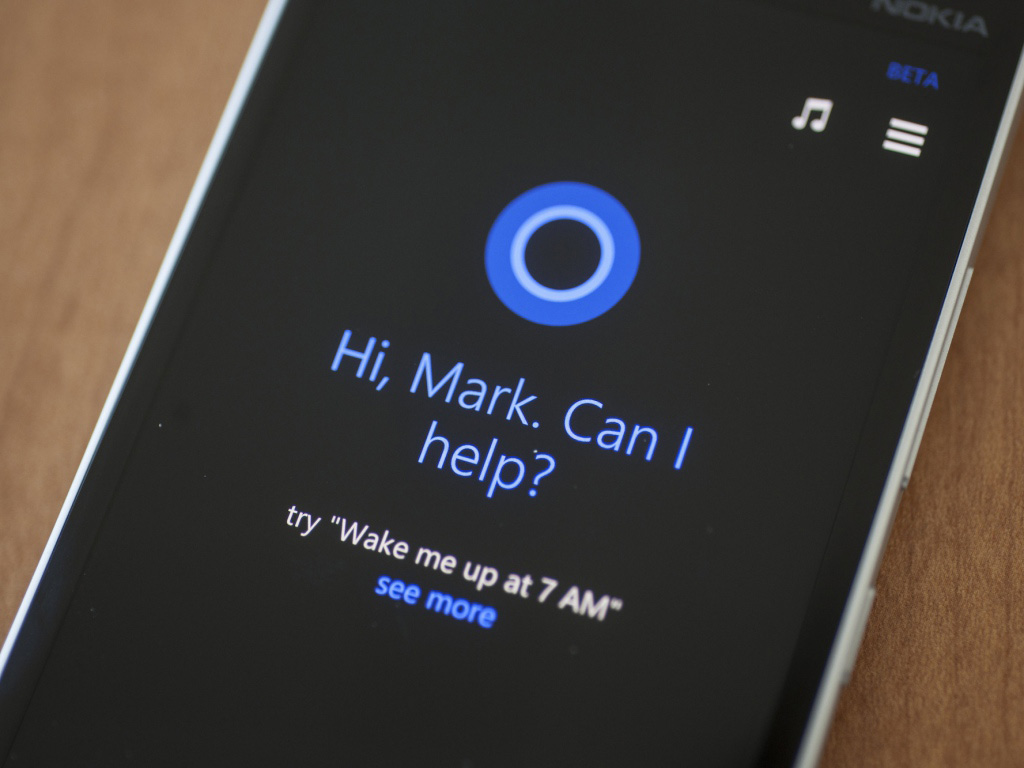 NOKIA
BETA
Hi, Mark. Can I
help?
try "Wake me up at 7 AM"
see more